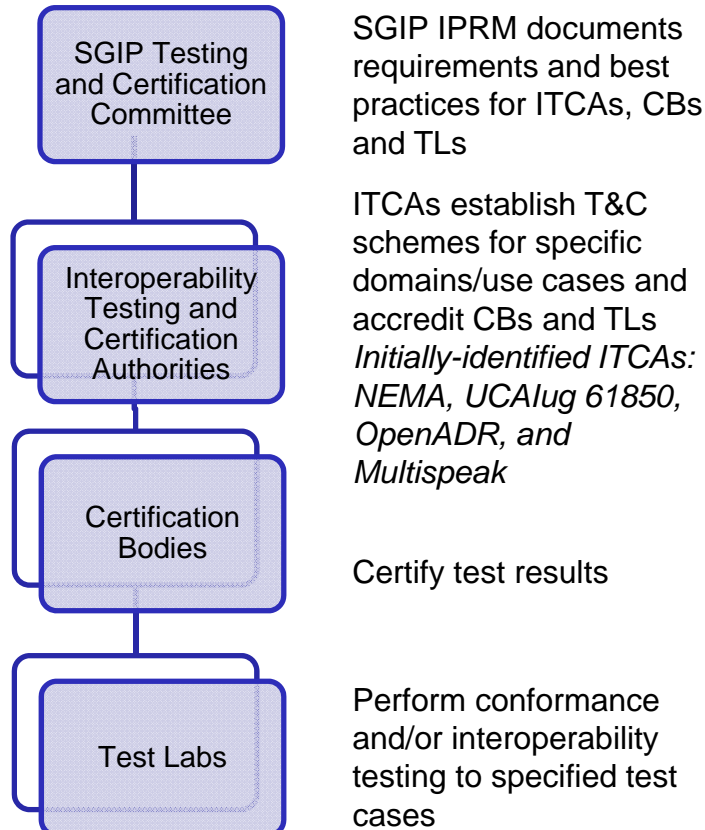 SGIP Testing
and Certification
Committee
SGIP IPRM documents
requirements and best
practices for ITCAs, CBs
and TLs
Interoperability
Testing and
Certification
Authorities
ITCAs establish T&C
schemes for specific
domains/use cases and
accredit CBs and TLs
Initially-identified ITCAs:
NEMA, UCAIug 61850,
OpenADR, and
Multispeak
Certification
Bodies
Certify test results
Test Labs
Perform conformance
and/or interoperability
testing to specified test
cases